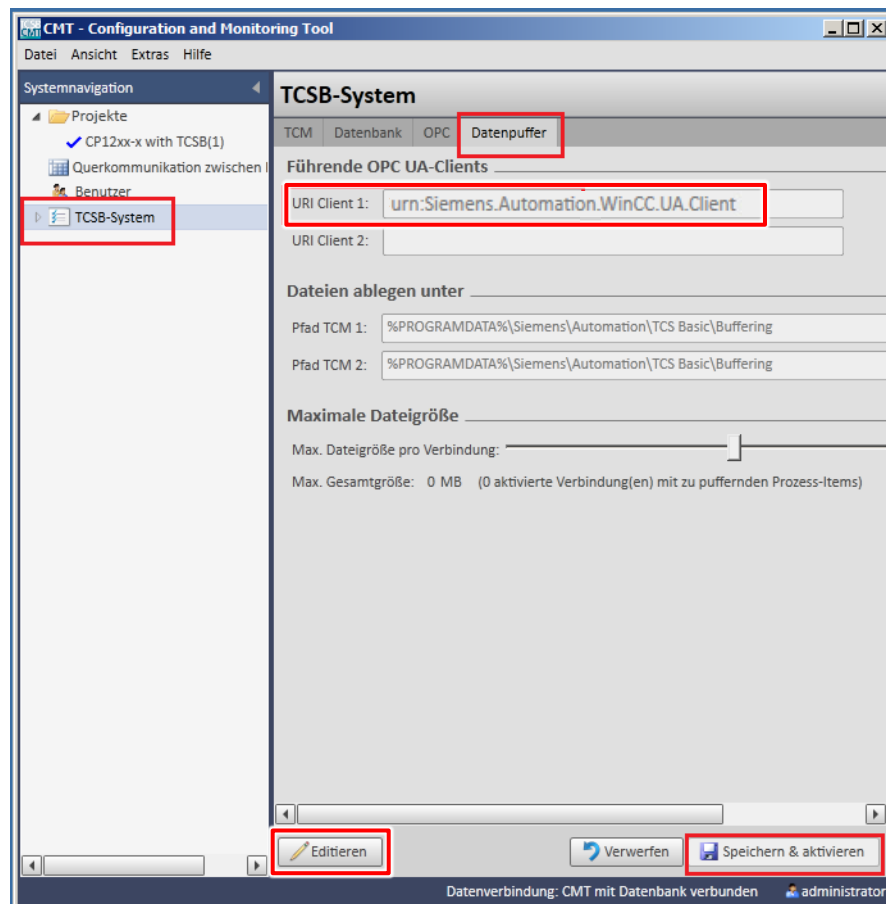 CMT - Configuration and Monitoring Tool
Datei Ansicht Extras Hilfe
Systemnavigation
Projekte
CP12xx-x with TCSB(1)
Querkommunikation zwischen
Benutzer
TCSB-System
TCSB-System
TCM Datenbank OPC Datenpuffer
Führende OPC UA-Clients
URI Client 1: urn:Siemens.Automation.WinCC.UA.Client
URI Client 2:
Dateien ablegen unter
Pfad TCM 1: %PROGRAMDATA%\Siemens\Automation\TCS Basic\Buffering
Pfad TCM 2: %PROGRAMDATA%\Siemens\Automation\TCS Basic\Buffering
Maximale Dateigröße
Max. Dateigröße pro Verbindung:
Max. Gesamtgröße: 0 MB (0 aktivierte Verbindung(en) mit zu puffernden Prozess-Items)
Editieren Verwerfen Speichern & aktivieren
Datenverbindung: CMT mit Datenbank verbunden administrator